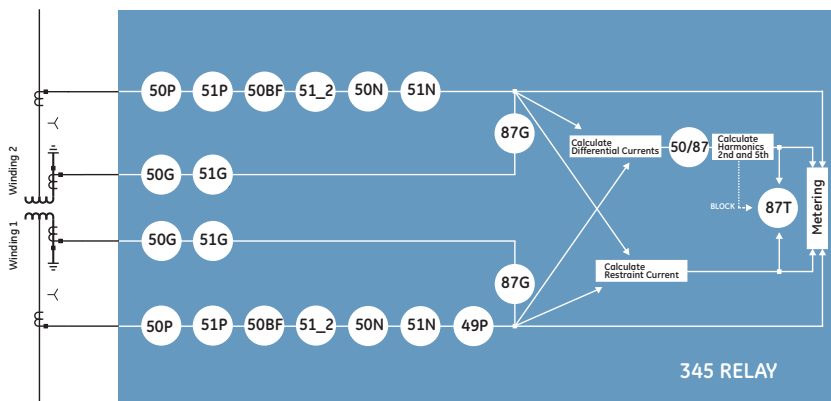 50P 51P 50BF 51_2 50N 51N
87G
Calculate
Differential Currents
50/87
Calculate
Harmonics
2nd and 5th
Winding 2
50G 51G
BLOCK
87T
Metering
Winding 1
50G 51G
87G
Calculate
Restraint Current
50P 51P 50BF 51_2 50N 51N 49P
345 RELAY